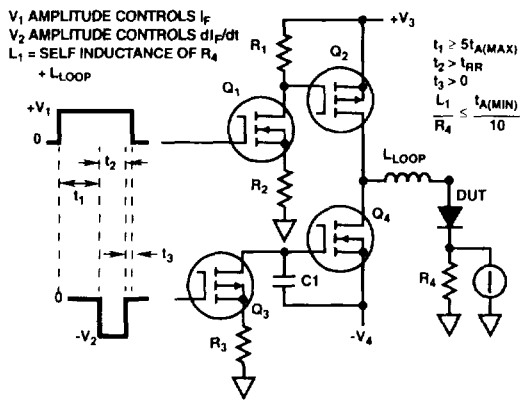 V1 AMPLITUDE CONTROLS IF
V2 AMPLITUDE CONTROLS dIF/dt
L1 = SELF INDUCTANCE OF R4
+ LLOOP
+V3
R1
Q2
t1 ≥ 5tA(MAX)
t2 > tRR
t3 > 0
L1/R4 ≤ tA(MIN)/10
+V1
0
Q1
t2
t1
R2
LLOOP
DUT
Q4
t3
C1
R4
0
-V2
Q3
R3
-V4